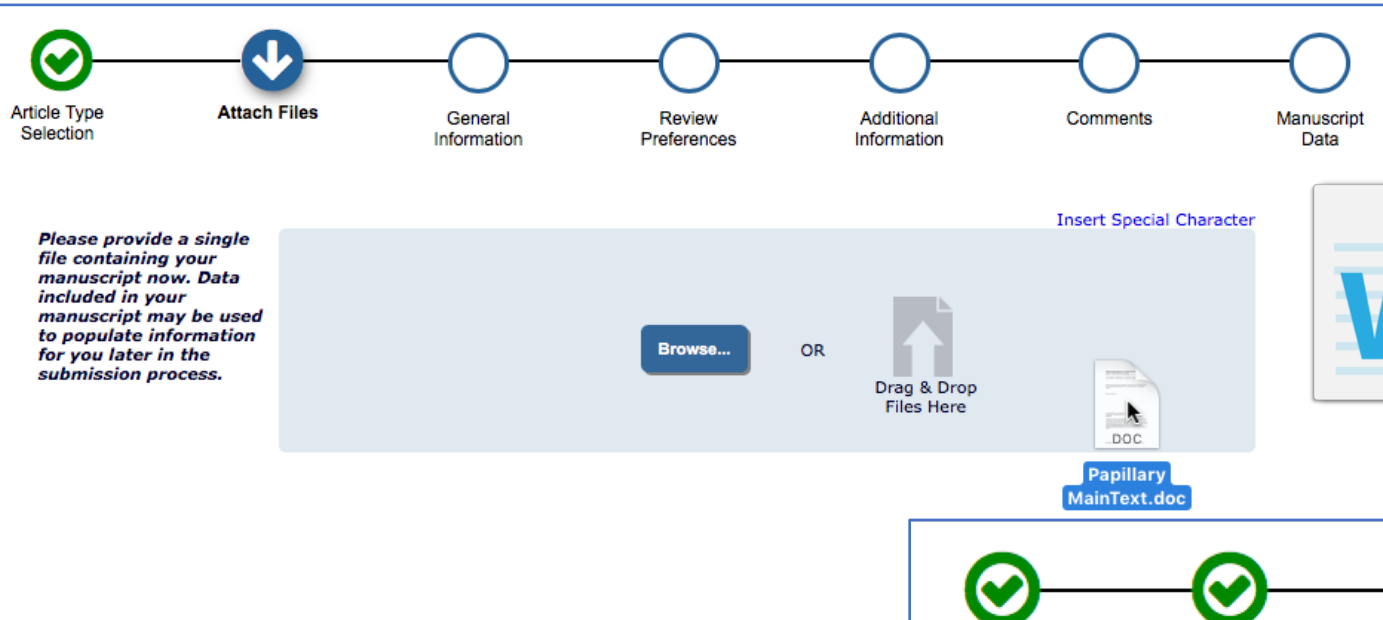 Article Type
Selection
Attach Files
General
Information
Review
Preferences
Additional
Information
Comments
Manuscript
Data
Insert Special Character
Please provide a single
file containing your
manuscript now. Data
included in your
manuscript may be used
to populate information
for you later in the
submission process.
Browse...
OR
Drag & Drop
Files Here
DOC
Papillary
MainText.doc